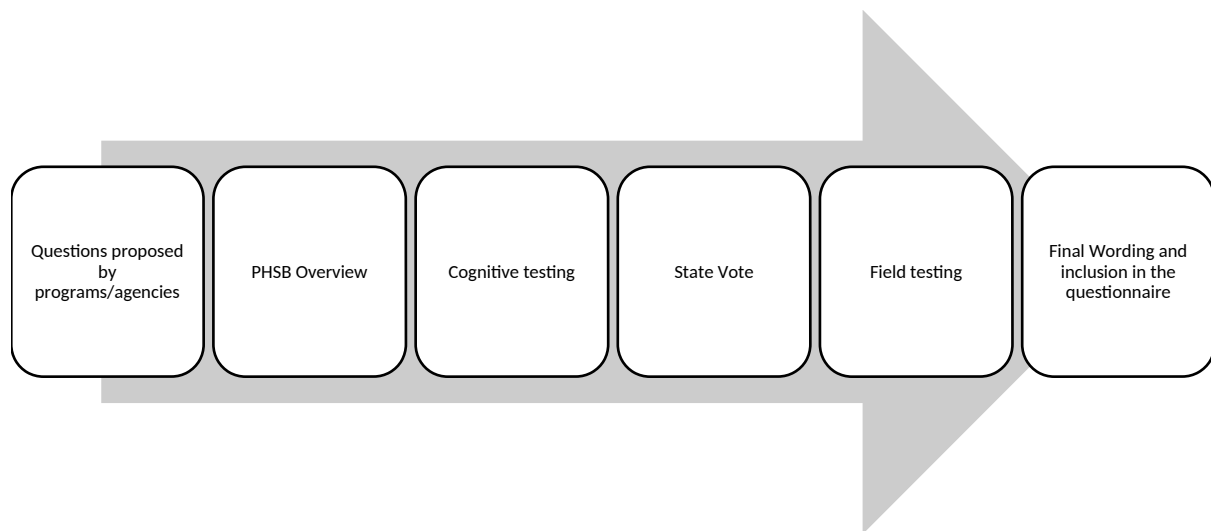 Questions proposed
by
programs/agencies
PHSB Overview
Cognitive testing
State Vote
Field testing
Final Wording and
inclusion in the
questionnaire